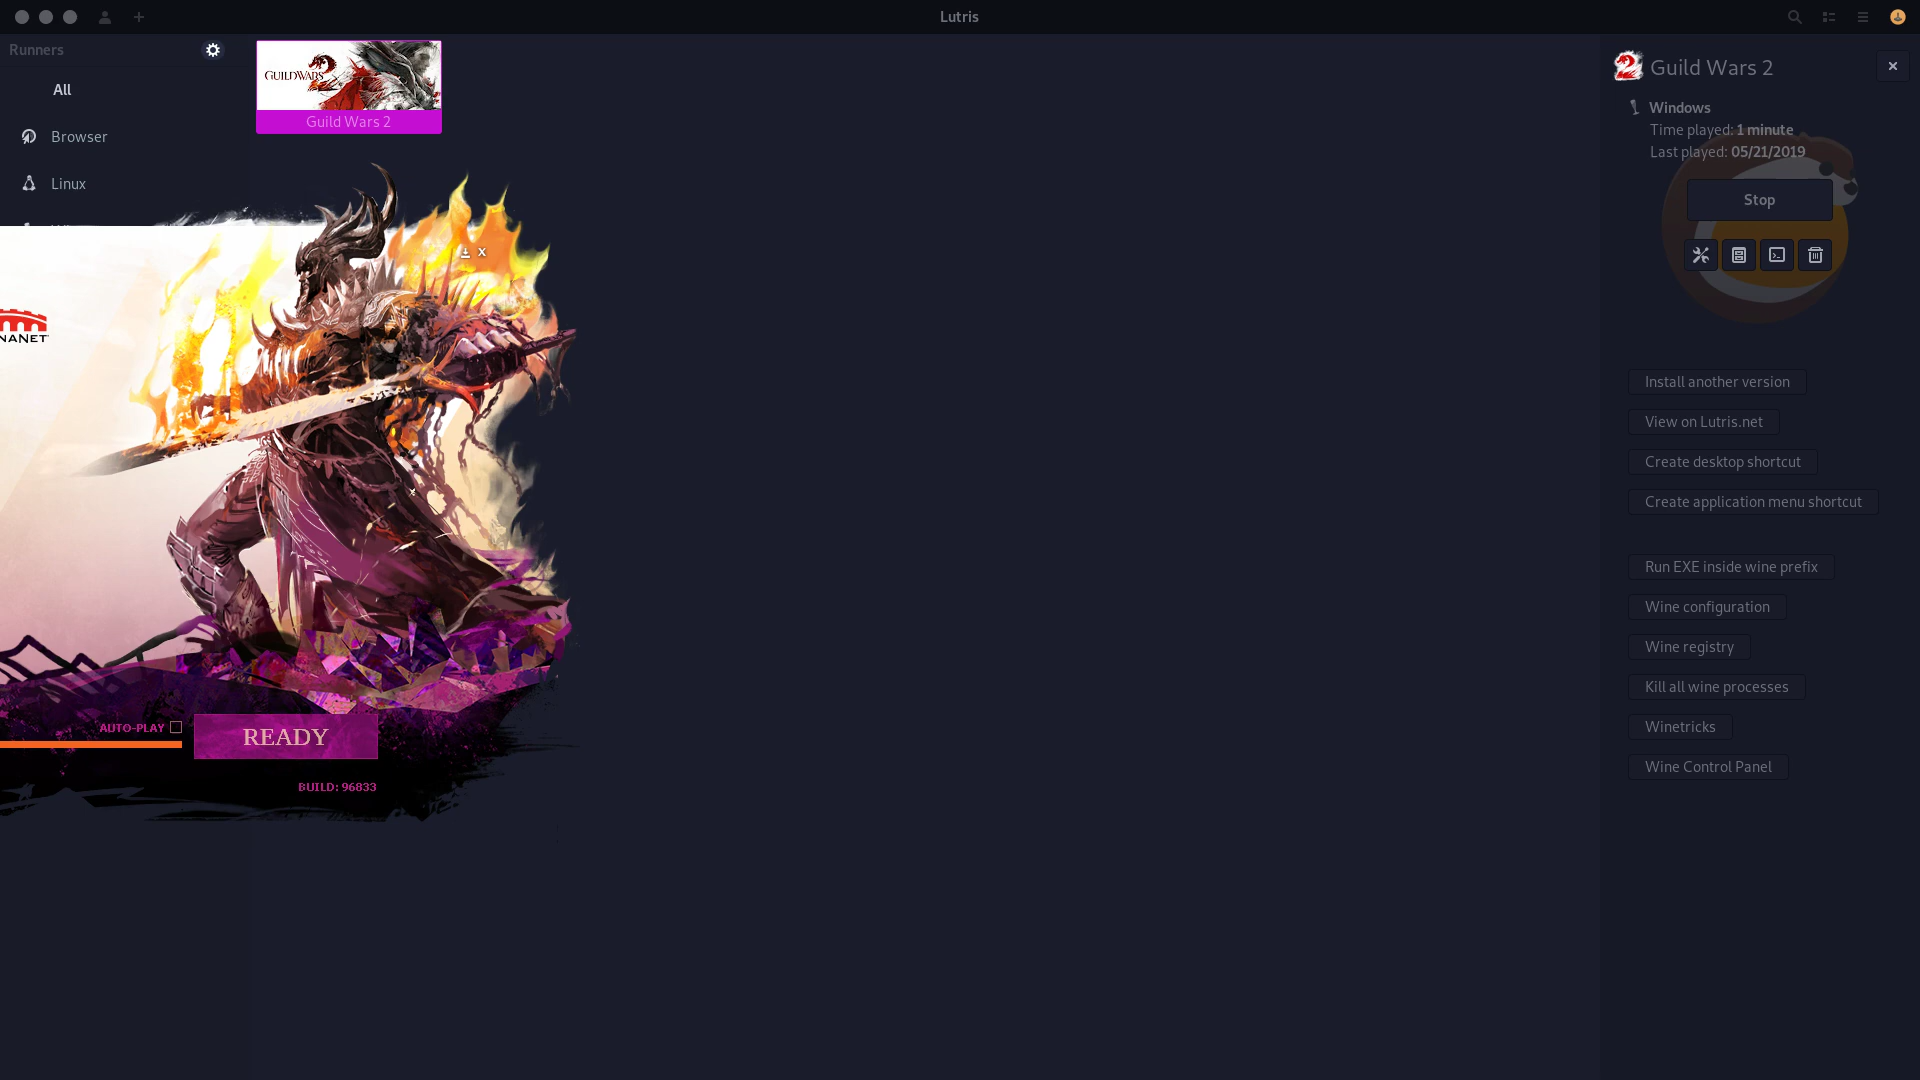 Lutris
Runners
All
Browser
Linux
GUILD WARS 2
Guild Wars 2
NANET
AUTO-PLAY
READY
BUILD: 96833
Guild Wars 2
Windows
Time played: 1 minute
Last played: 05/21/2019
Stop
Install another version
View on Lutris.net
Create desktop shortcut
Create application menu shortcut
Run EXE inside wine prefix
Wine configuration
Wine registry
Kill all wine processes
Winetricks
Wine Control Panel